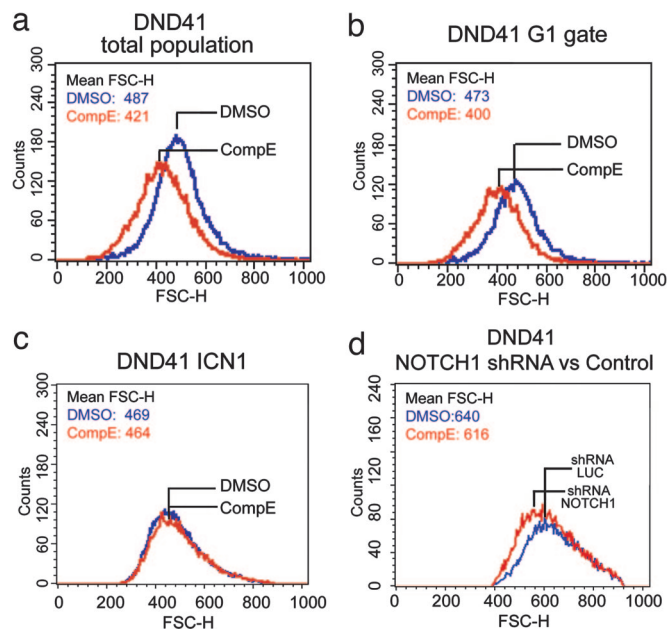 a
DND41
total population
300
240
180
120
60
0
Counts
Mean FSC-H
DMSO: 487
CompE: 421
DMSO
CompE
0 200 400 600 800 1000
FSC-H
b
DND41 G1 gate
300
240
180
120
60
0
Counts
Mean FSC-H
DMSO: 473
CompE: 400
DMSO
CompE
0 200 400 600 800 1000
FSC-H
c
DND41 ICN1
300
240
180
120
60
0
Counts
Mean FSC-H
DMSO: 469
CompE: 464
DMSO
CompE
0 200 400 600 800 1000
FSC-H
d
DND41
NOTCH1 shRNA vs Control
240
200
160
120
80
40
0
Counts
Mean FSC-H
DMSO:640
CompE: 616
shRNA
LUC
shRNA
NOTCH1
0 200 400 600 800 1000
FSC-H